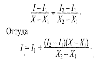 I−I₁ / X−X₁ = I₂−I₁ / X₂−X₁.
Откуда
I=I₁+ (I₂−I₁)(X−X₁) / X₂−X₁.